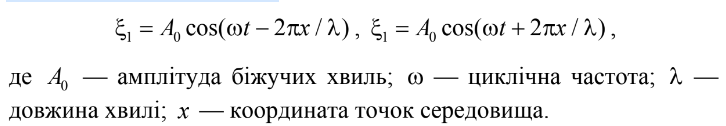 ξ₁ = A₀ cos(ωt − 2πx / λ) , ξ₁ = A₀ cos(ωt + 2πx / λ) ,
де A₀ — амплітуда біжучих хвиль; ω — циклічна частота; λ —
довжина хвилі; x — координата точок середовища.